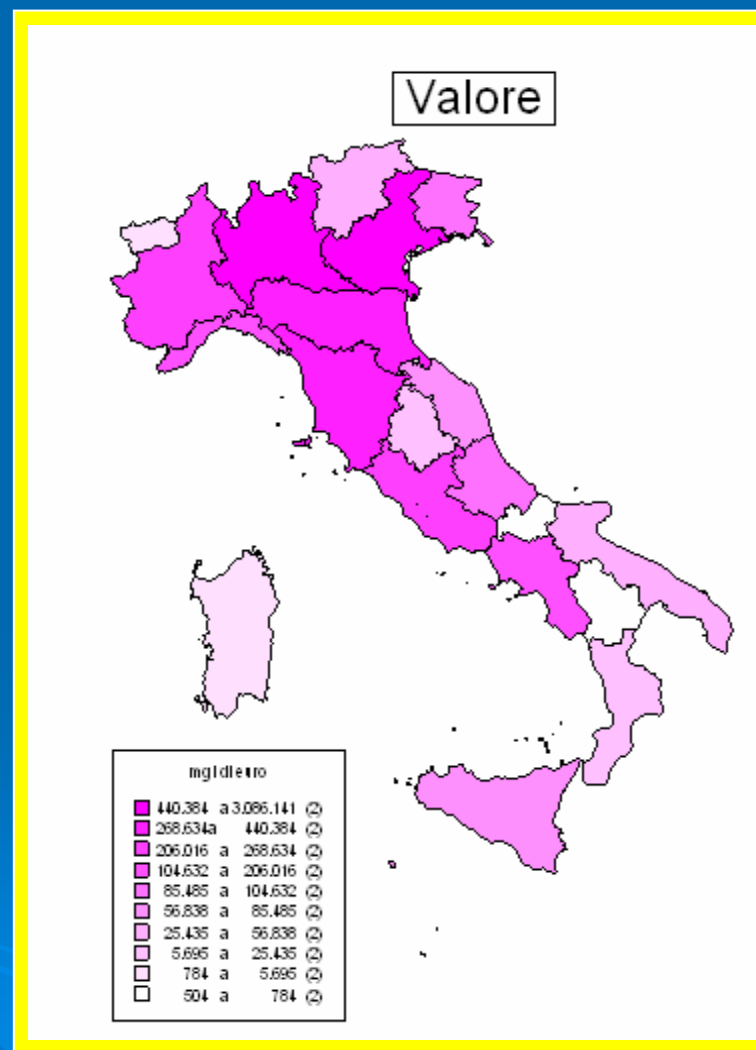 Valore
mgl di euro
440.384 a 3.086.141 (2)
268.634 a 440.384 (2)
206.016 a 268.634 (2)
104.632 a 206.016 (2)
85.485 a 104.632 (2)
56.838 a 85.485 (2)
25.435 a 56.838 (2)
5.695 a 25.435 (2)
784 a 5.695 (2)
504 a 784 (2)